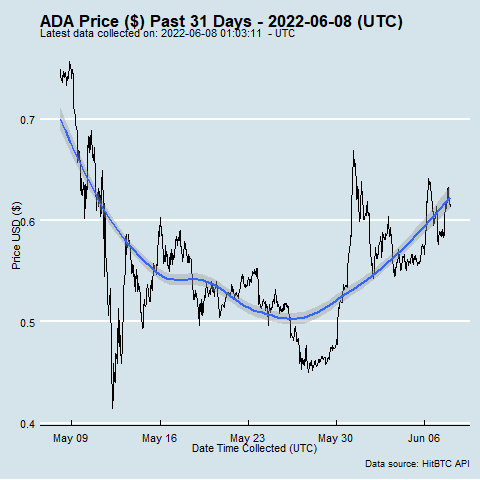 ADA Price ($) Past 31 Days - 2022-06-08 (UTC)
Latest data collected on: 2022-06-08 01:03:11 - UTC
Price USD ($)
0.7
0.6
0.5
0.4
May 09 May 16 May 23 May 30 Jun 06
Date Time Collected (UTC)
Data source: HitBTC API